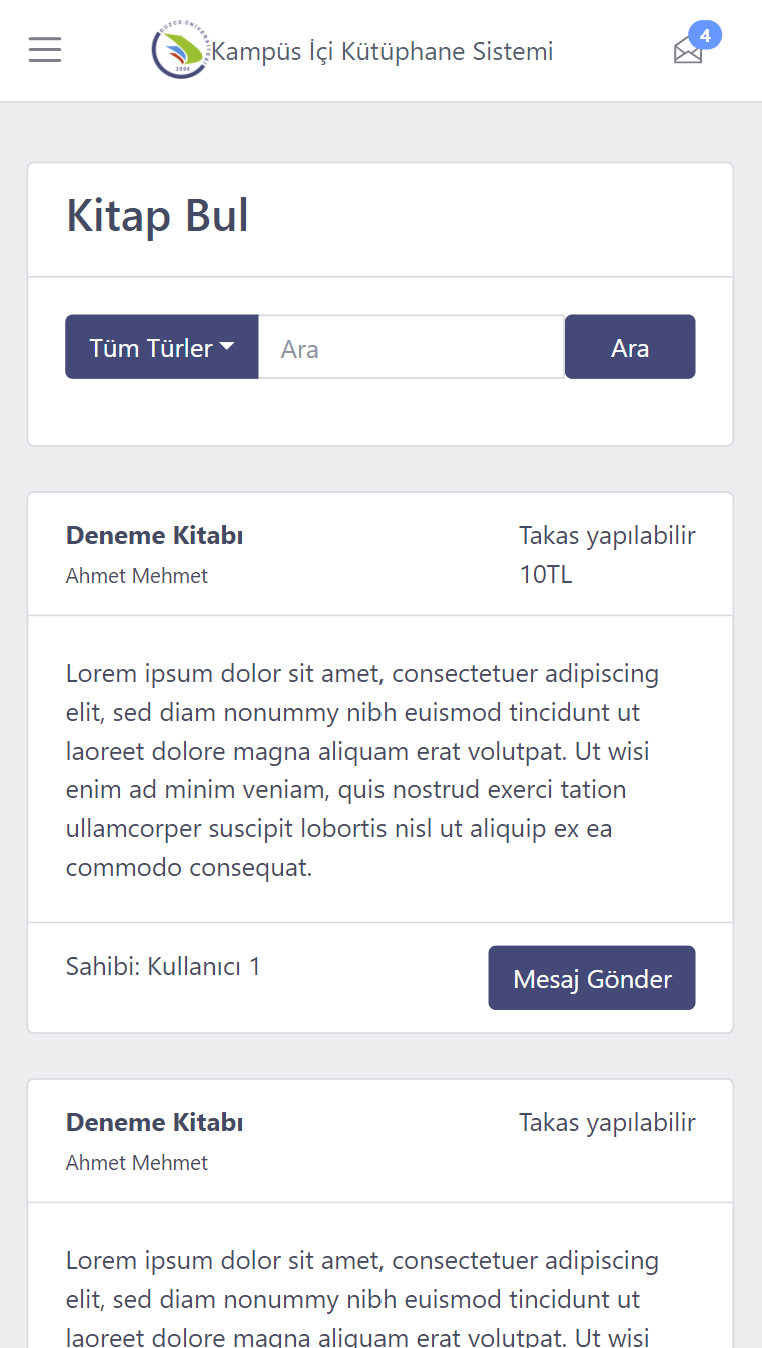 DÜZCE ÜNİVERSİTESİ
2006
Kampüs İçi Kütüphane Sistemi
4
Kitap Bul
Tüm Türler
Ara
Ara
Deneme Kitabı
Takas yapılabilir
Ahmet Mehmet
10TL
Lorem ipsum dolor sit amet, consectetuer adipiscing
elit, sed diam nonummy nibh euismod tincidunt ut
laoreet dolore magna aliquam erat volutpat. Ut wisi
enim ad minim veniam, quis nostrud exerci tation
ullamcorper suscipit lobortis nisl ut aliquip ex ea
commodo consequat.
Sahibi: Kullanıcı 1
Mesaj Gönder
Deneme Kitabı
Takas yapılabilir
Ahmet Mehmet
Lorem ipsum dolor sit amet, consectetuer adipiscing
elit, sed diam nonummy nibh euismod tincidunt ut
laoreet dolore magna aliquam erat volutpat. Ut wisi